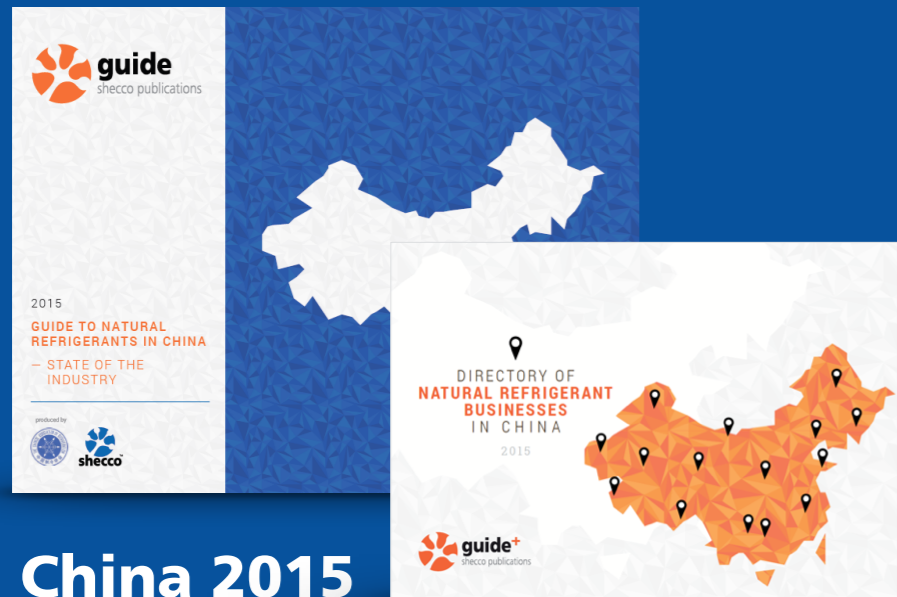 guide
shecco publications
2015
GUIDE TO NATURAL
REFRIGERANTS IN CHINA
– STATE OF THE
INDUSTRY
produced by
shecco™
DIRECTORY OF
NATURAL REFRIGERANT
BUSINESSES
IN CHINA
2015
guide+
shecco publications
China 2015